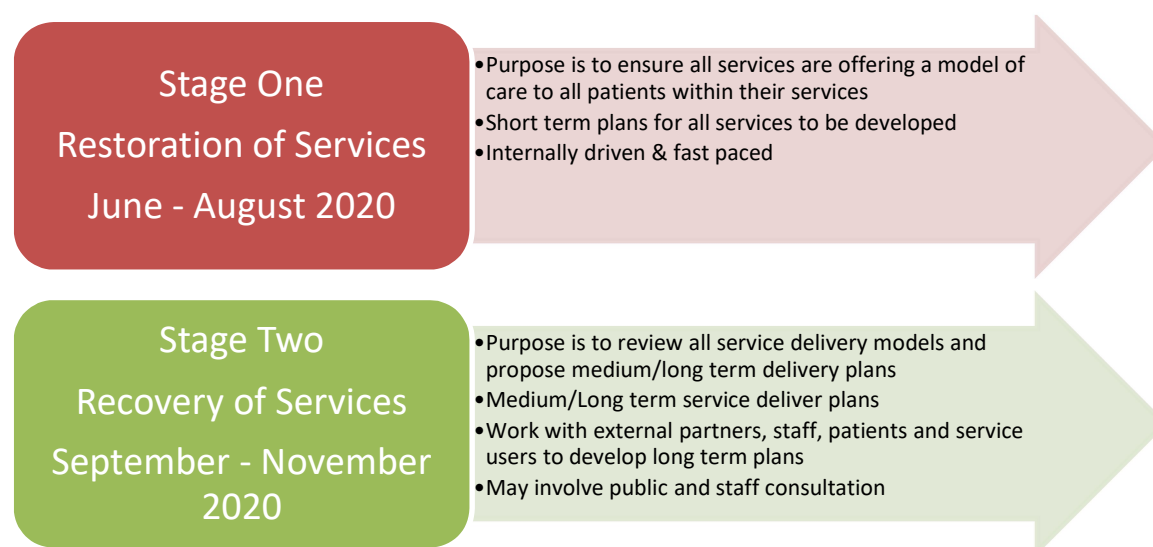 Stage One
Restoration of Services
June - August 2020
•Purpose is to ensure all services are offering a model of
care to all patients within their services
•Short term plans for all services to be developed
•Internally driven & fast paced
Stage Two
Recovery of Services
September - November
2020
•Purpose is to review all service delivery models and
propose medium/long term delivery plans
•Medium/Long term service deliver plans
•Work with external partners, staff, patients and service
users to develop long term plans
•May involve public and staff consultation